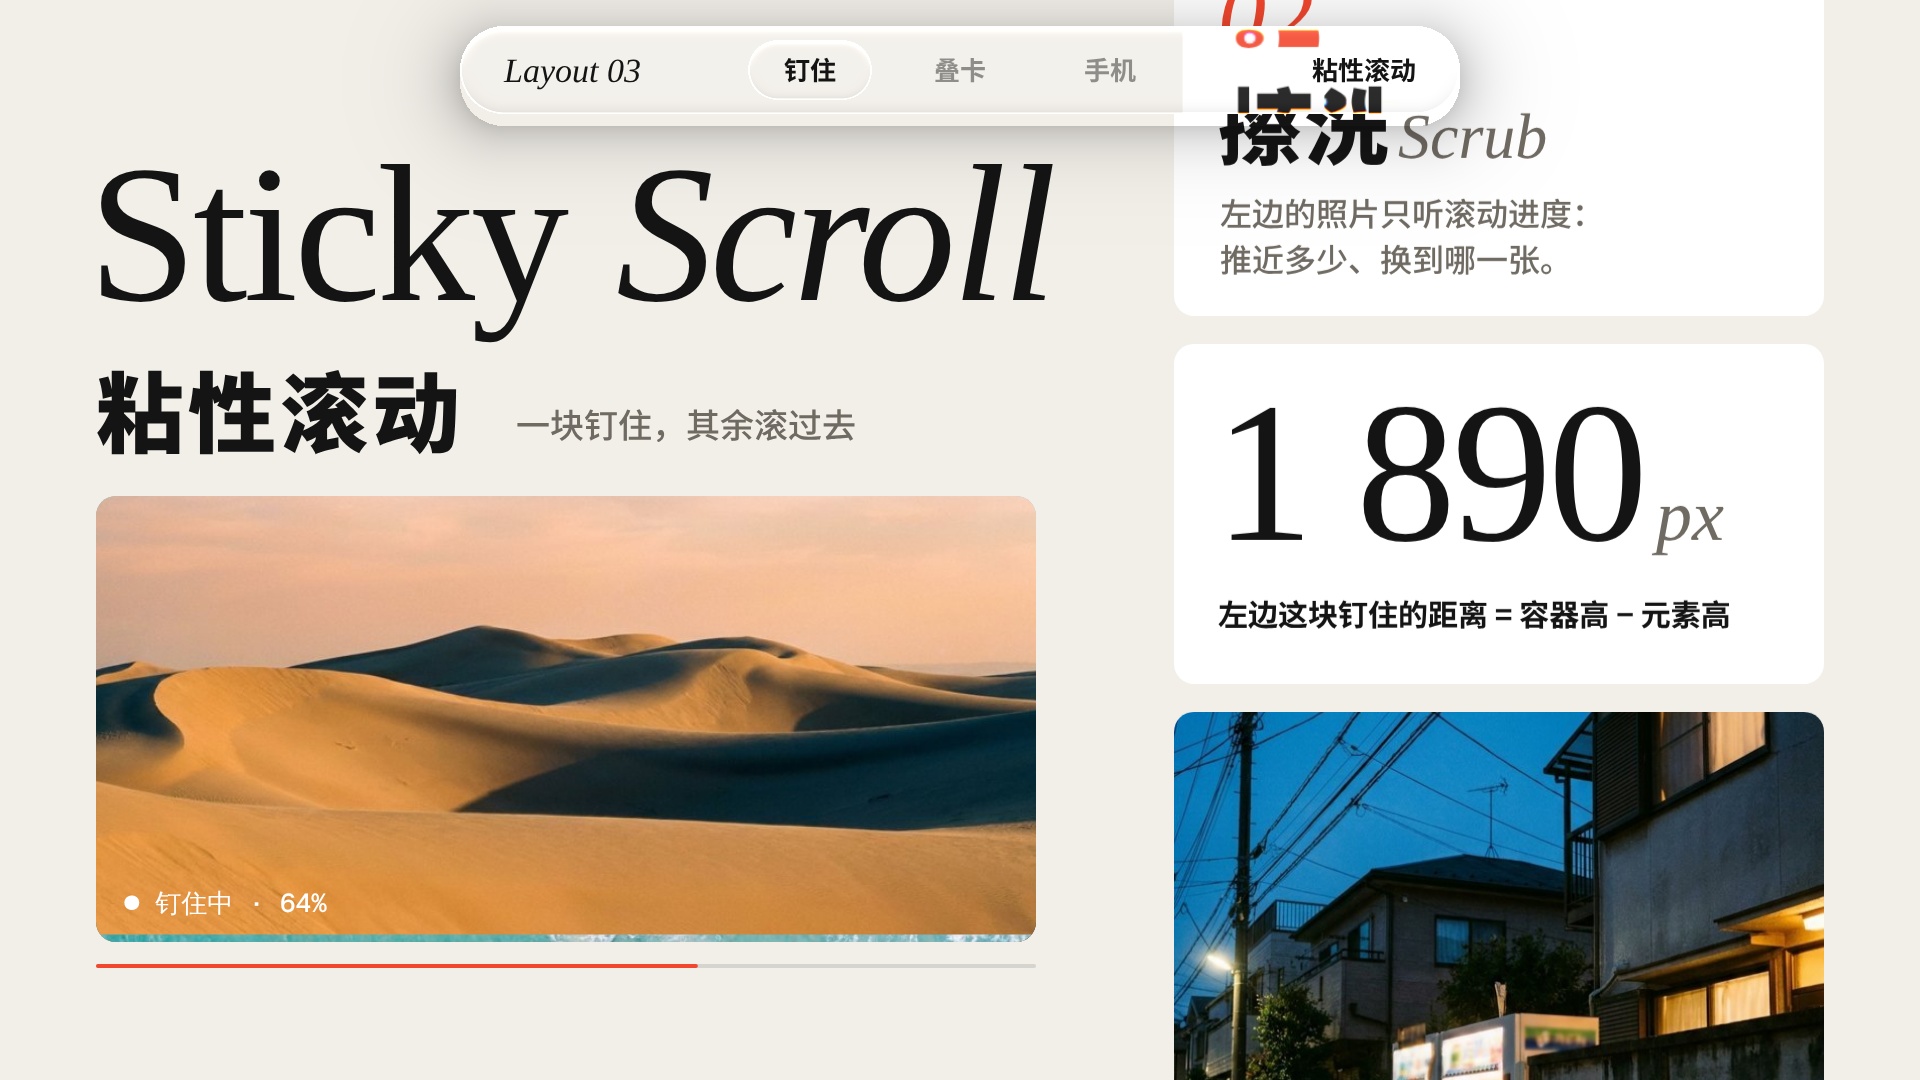 Layout 03
钉住
叠卡
手机
粘性滚动
Sticky Scroll
粘性滚动
一块钉住，其余滚过去
钉住中 · 64%
02
擦洗 Scrub
左边的照片只听滚动进度：
推近多少、换到哪一张。
1 890 px
左边这块钉住的距离 = 容器高 − 元素高